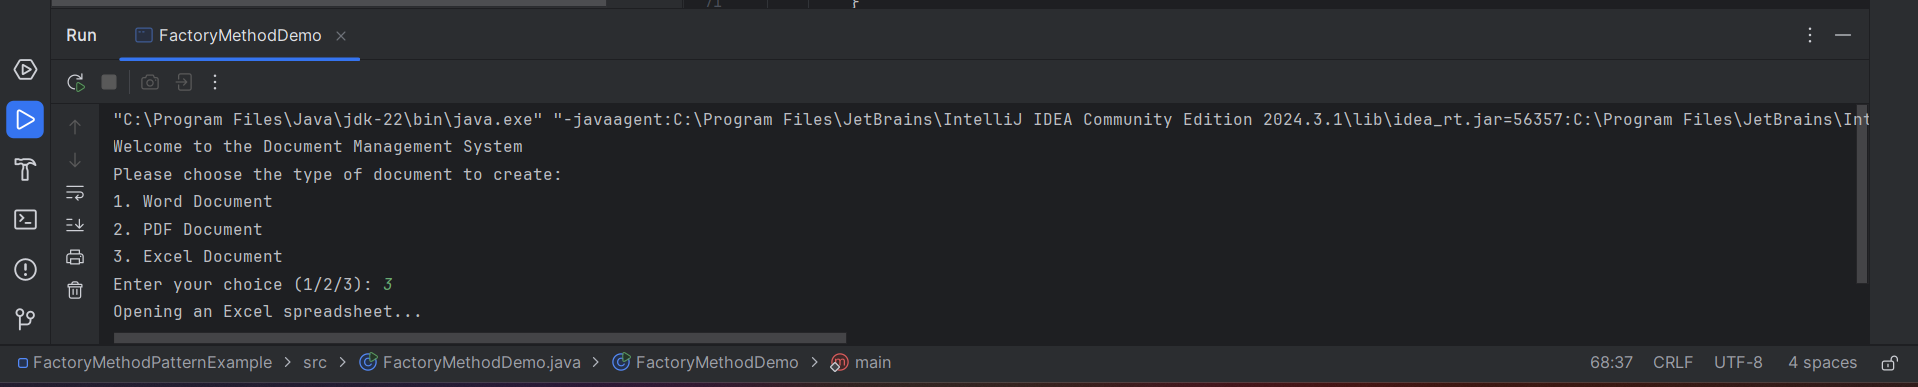 71
Run FactoryMethodDemo
"C:\Program Files\Java\jdk-22\bin\java.exe" "-javaagent:C:\Program Files\JetBrains\IntelliJ IDEA Community Edition 2024.3.1\lib\idea_rt.jar=56357:C:\Program Files\JetBrains\Int
Welcome to the Document Management System
Please choose the type of document to create:
1. Word Document
2. PDF Document
3. Excel Document
Enter your choice (1/2/3): 3
Opening an Excel spreadsheet...
FactoryMethodPatternExample > src > FactoryMethodDemo.java > FactoryMethodDemo > main 68:37 CRLF UTF-8 4 spaces